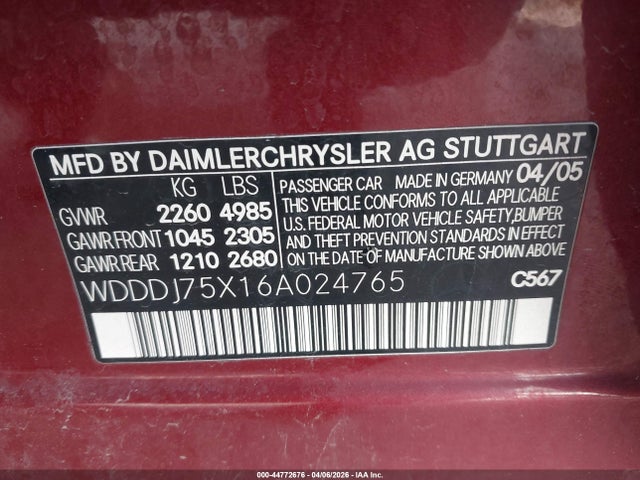 MFD BY DAIMLERCHRYSLER AG STUTTGART
KG LBS
GVWR 2260 4985
GAWR.FRONT 1045 2305
GAWR.REAR 1210 2680
PASSENGER CAR MADE IN GERMANY 04/05
THIS VEHICLE CONFORMS TO ALL APPLICABLE
U.S. FEDERAL MOTOR VEHICLE SAFETY,BUMPER
AND THEFT PREVENTION STANDARDS IN EFFECT
ON THE DATE OF MANUFACTURE SHOWN ABOVE
WDDDJ75X16A024765 C567
000-44772676 | 04/06/2026 | IAA Inc.